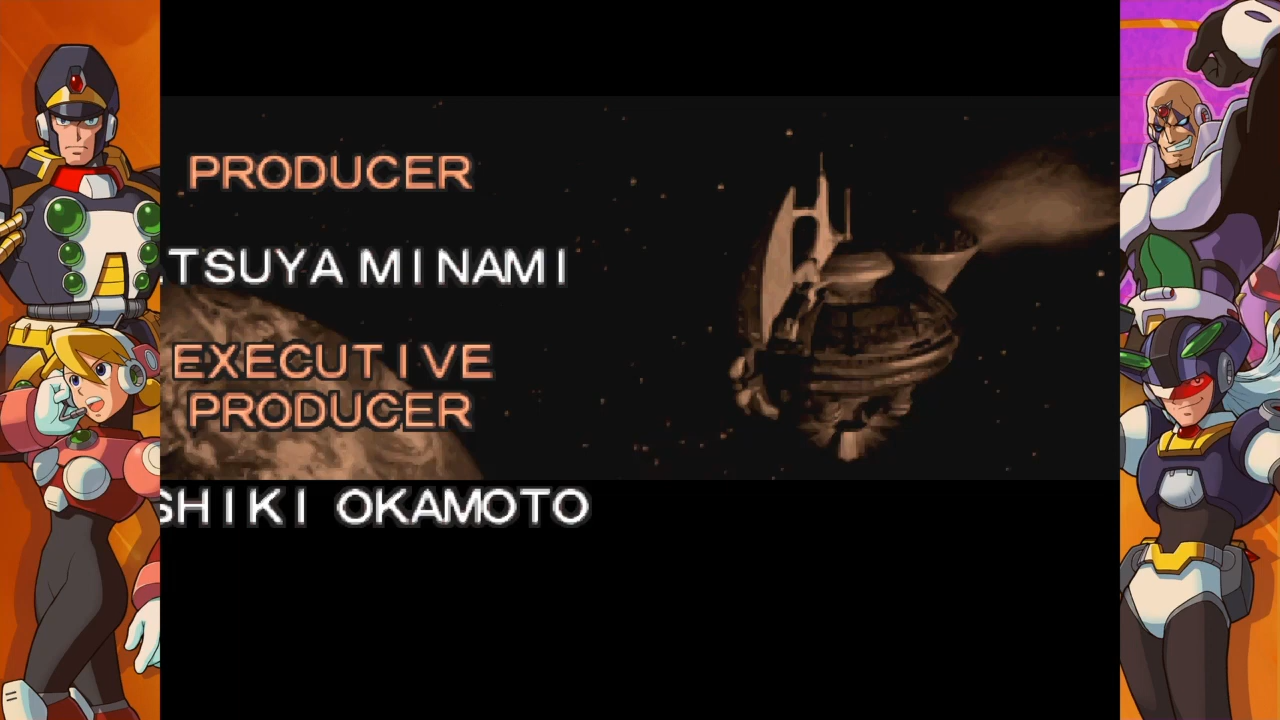 PRODUCER
TSUYA MINAMI
EXECUTIVE
PRODUCER
SHIKI OKAMOTO